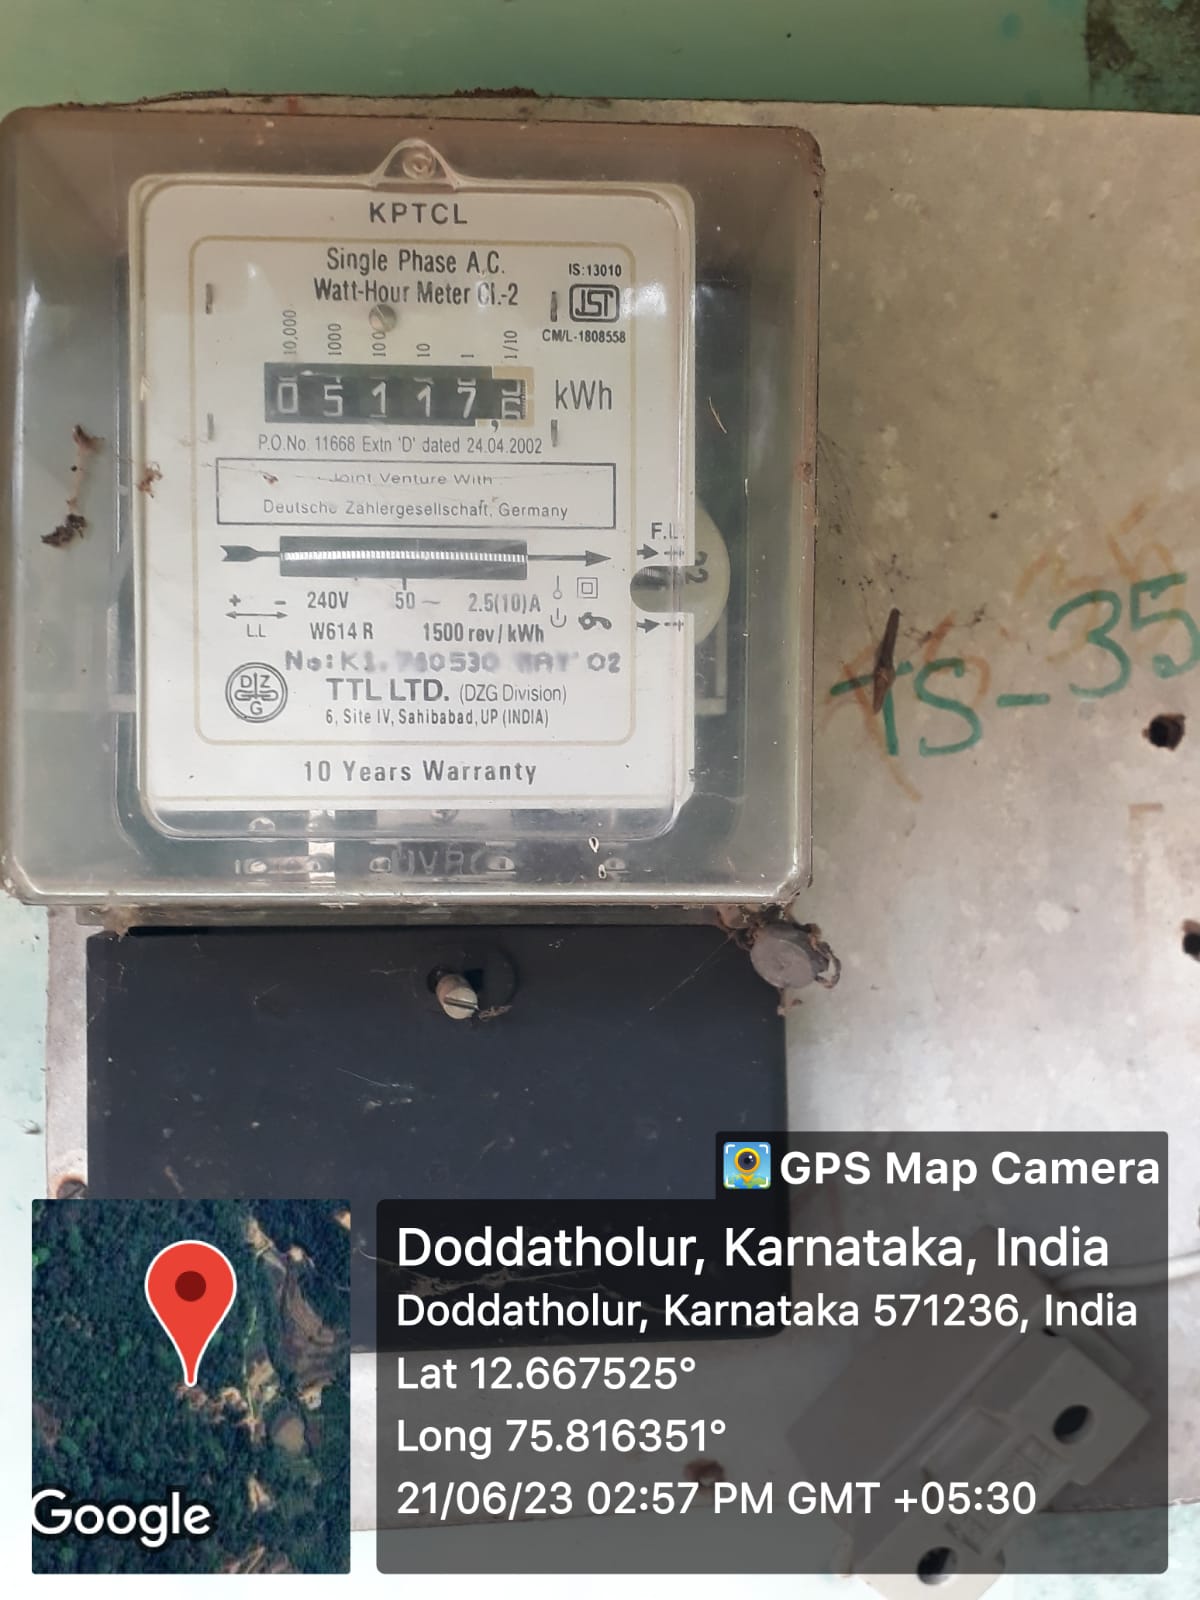 KPTCL
Single Phase A.C.
Watt-Hour Meter Cl.-2
IS:13010
CM/L-1808558
10,000 1000 100 10 1 1/10
0 5 1 1 7 kWh
P.O.No. 11668 Extn 'D' dated 24.04.2002
Joint Venture With
Deutsche Zahlergesellschaft, Germany
F.L.
+ - 240V 50 ~ 2.5(10)A
L.L W614 R 1500 rev/kWh
'02
DZG
TTL LTD. (DZG Division)
6, Site IV, Sahibabad, UP (INDIA)
10 Years Warranty
TS-35
GPS Map Camera
Doddatholur, Karnataka, India
Doddatholur, Karnataka 571236, India
Lat 12.667525°
Long 75.816351°
21/06/23 02:57 PM GMT +05:30
Google